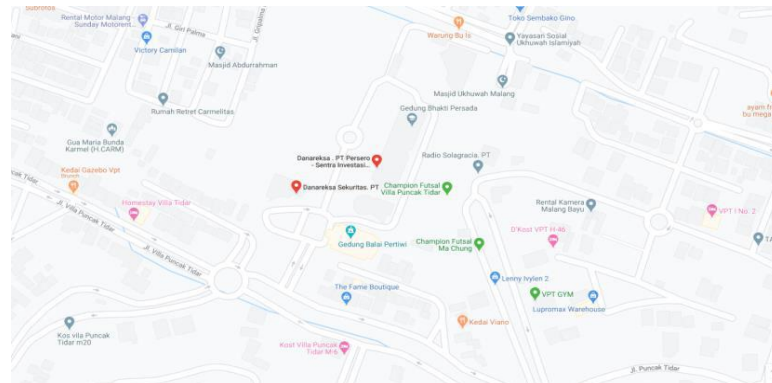 Rental Motor Malang
Sunday Motorent...
Jl. Giri Palma
Victory Camilan
Masjid Abdurrahman
Rumah Retret Carmelitas
Gua Maria Bunda
Karmel (H.CARM)
Kedai Gazebo Vpt
Homestay Villa Tidar
Jl. Villa Puncak Tidar
Jl. Villa Puncak Tidar
Kos vila Puncak
Tidar m20
Toko Sembako Gino
Warung Bu Is
Yayasan Sosial
Ukhuwah Islamiyah
Masjid Ukhuwah Malang
Gedung Bhakti Persada
Danareksa . PT Persero
- Sentra Investasi...
Danareksa Sekuritas. PT
Radio Solagracia. PT
Champion Futsal
Villa Puncak Tidar
Gedung Balai Pertiwi
Champion Futsal
Ma Chung
The Fame Boutique
Kost Villa Puncak
Tidar M-6
Kedai Viano
Lenny Ivylen 2
VPT GYM
Lupromax Warehouse
D'Kost VPT H-46
Rental Kamera
Malang Bayu
VPT I No. 2
Jl. Puncak Tidar